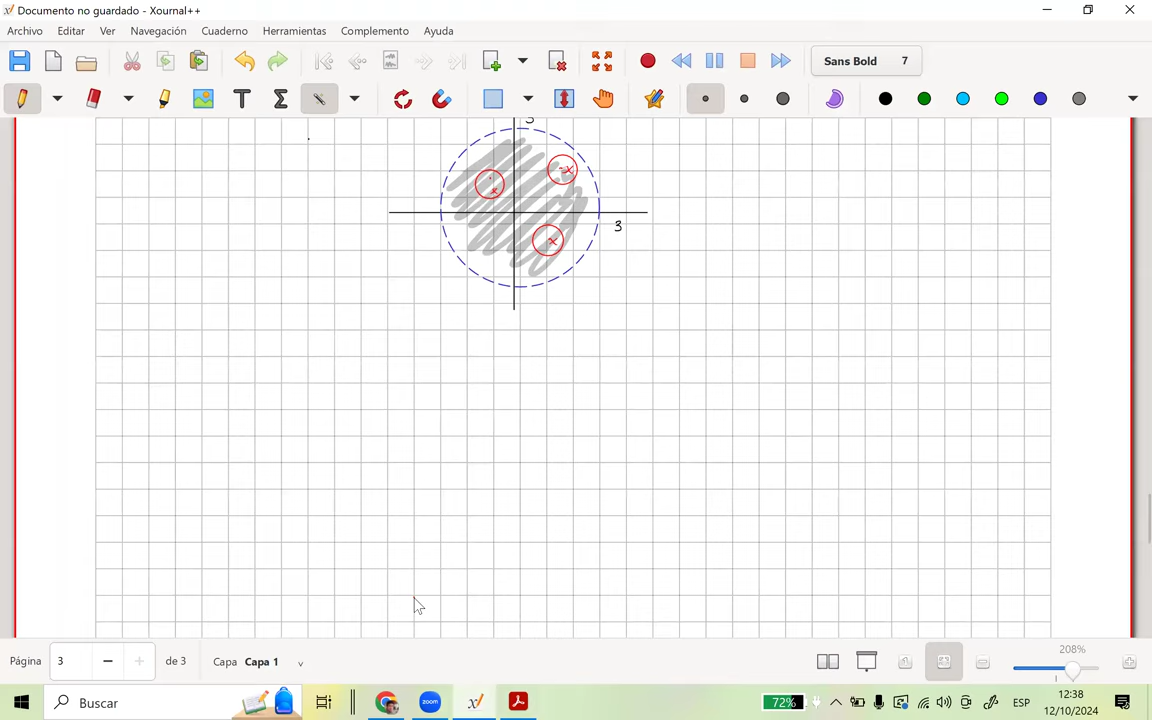 Documento no guardado - Xournal++
Archivo Editar Ver Navegación Cuaderno Herramientas Complemento Ayuda
Sans Bold 7
T Σ
3
x
x
x
3
Página 3 de 3 Capa Capa 1 208%
Buscar
zoom
72% ESP 12:38
12/10/2024